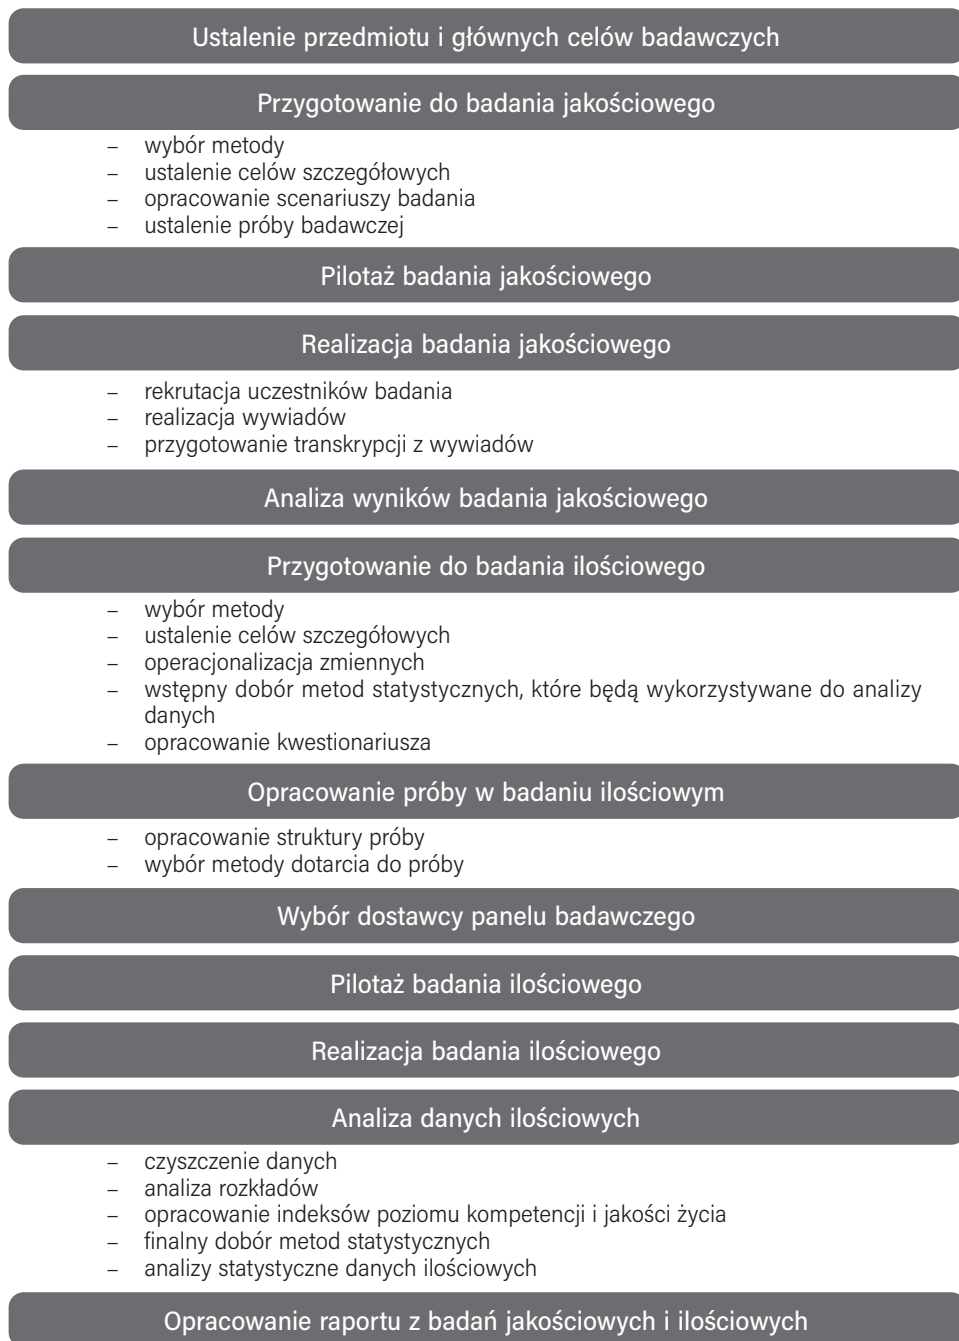 Ustalenie przedmiotu i głównych celów badawczych
Przygotowanie do badania jakościowego
– wybór metody
– ustalenie celów szczegółowych
– opracowanie scenariuszy badania
– ustalenie próby badawczej
Pilotaż badania jakościowego
Realizacja badania jakościowego
– rekrutacja uczestników badania
– realizacja wywiadów
– przygotowanie transkrypcji z wywiadów
Analiza wyników badania jakościowego
Przygotowanie do badania ilościowego
– wybór metody
– ustalenie celów szczegółowych
– operacjonalizacja zmiennych
– wstępny dobór metod statystycznych, które będą wykorzystywane do analizy
danych
– opracowanie kwestionariusza
Opracowanie próby w badaniu ilościowym
– opracowanie struktury próby
– wybór metody dotarcia do próby
Wybór dostawcy panelu badawczego
Pilotaż badania ilościowego
Realizacja badania ilościowego
Analiza danych ilościowych
– czyszczenie danych
– analiza rozkładów
– opracowanie indeksów poziomu kompetencji i jakości życia
– finalny dobór metod statystycznych
– analizy statystyczne danych ilościowych
Opracowanie raportu z badań jakościowych i ilościowych